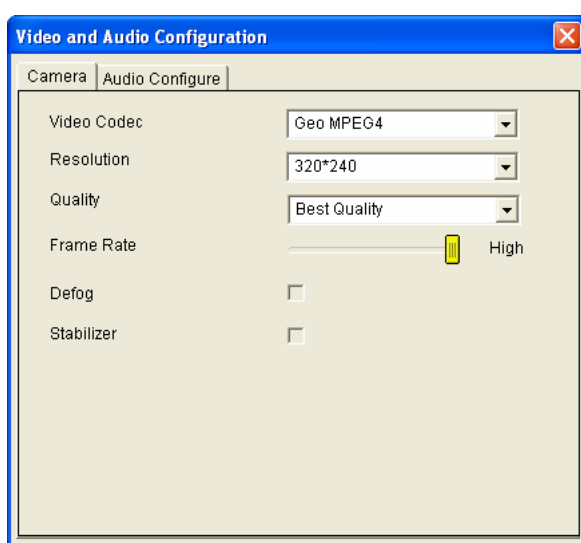 Video and Audio Configuration
Camera Audio Configure
Video Codec Geo MPEG4
Resolution 320*240
Quality Best Quality
Frame Rate High
Defog
Stabilizer